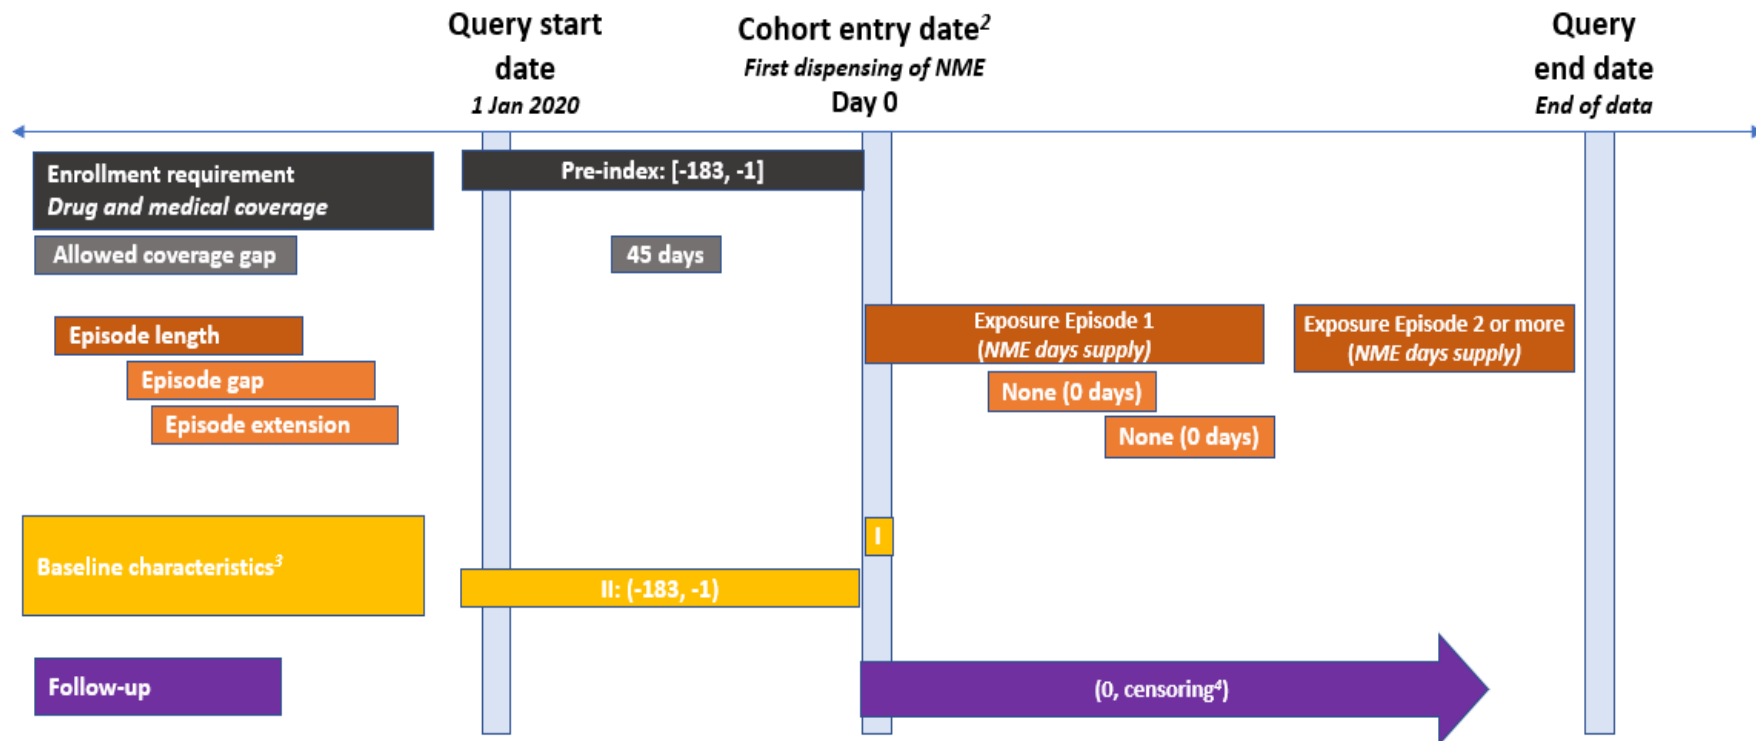 Query start
date
1 Jan 2020
Cohort entry date2
First dispensing of NME
Day 0
Query
end date
End of data
Enrollment requirement
Drug and medical coverage
Pre-index: [-183, -1]
Allowed coverage gap
45 days
Episode length
Exposure Episode 1
(NME days supply)
Exposure Episode 2 or more
(NME days supply)
Episode gap
None (0 days)
Episode extension
None (0 days)
Baseline characteristics3
I
II: (-183, -1)
Follow-up
(0, censoring4)